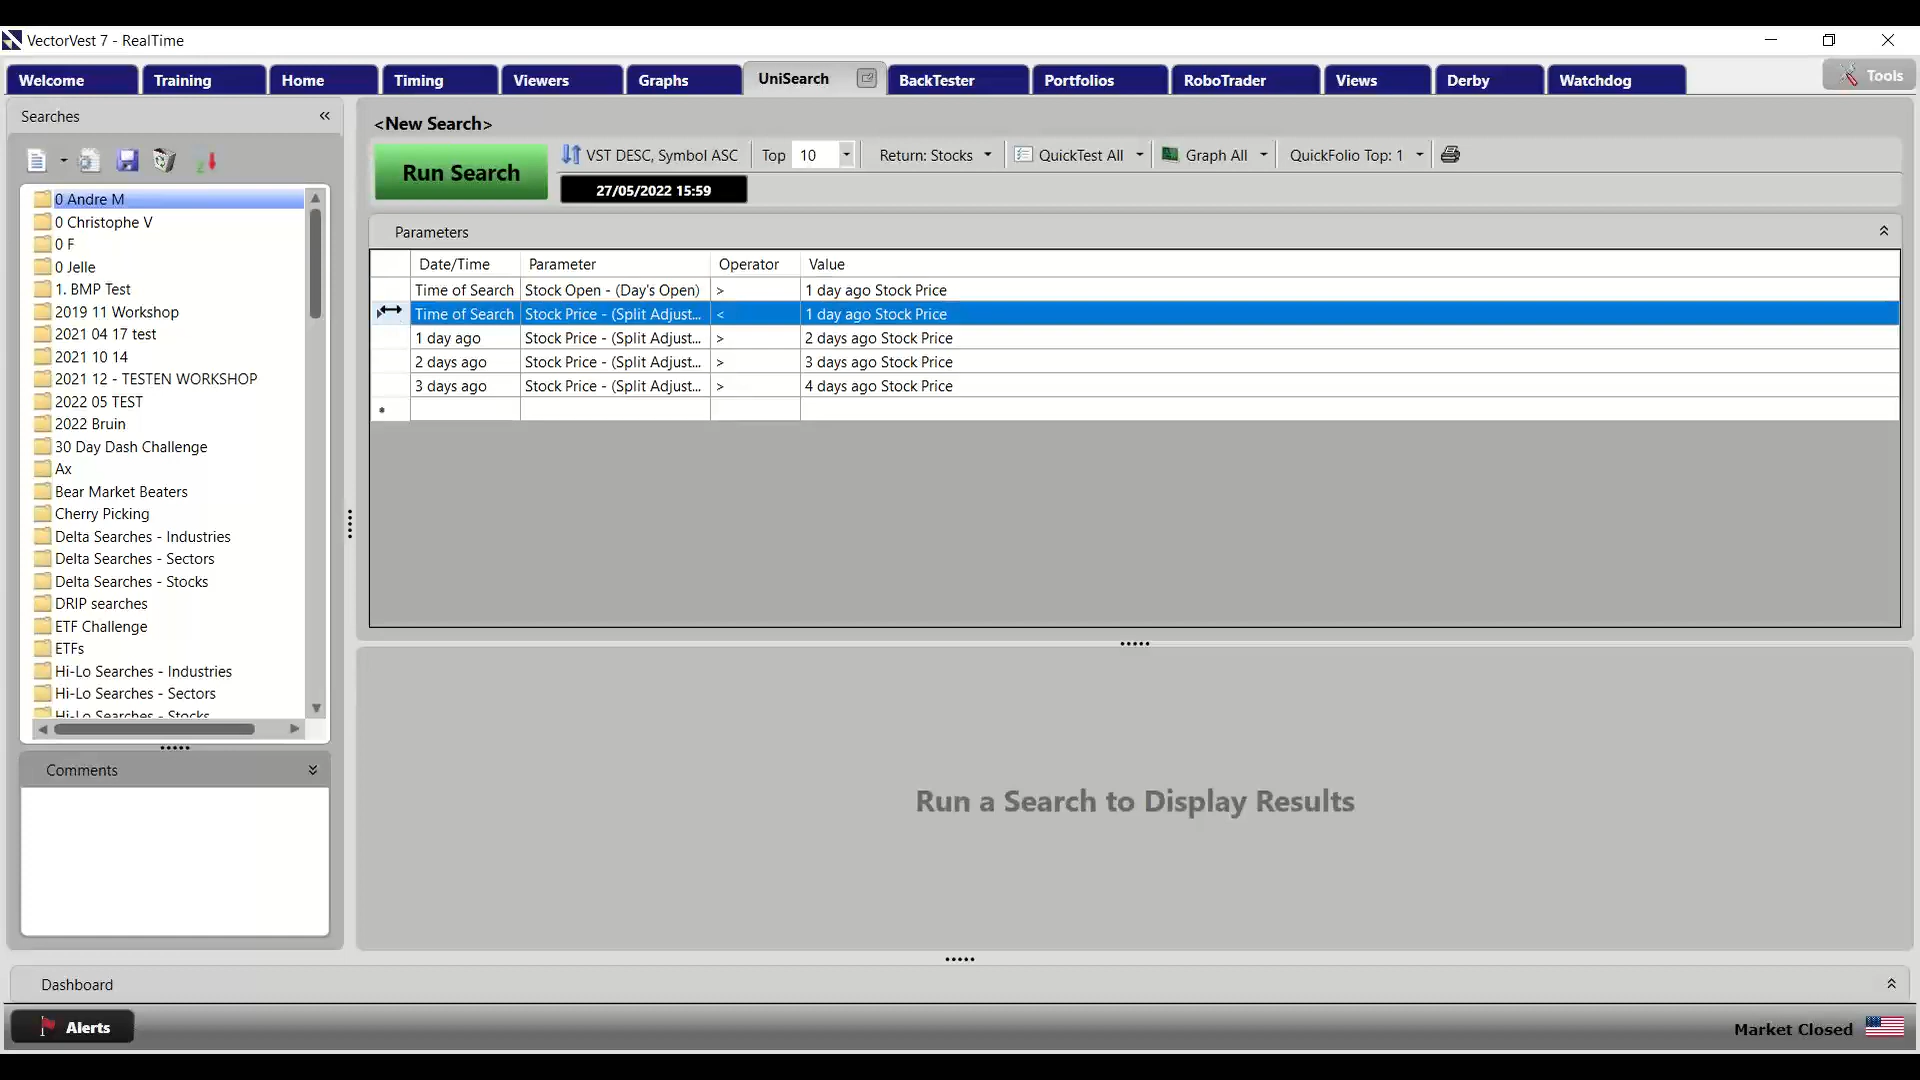 VectorVest 7 - RealTime
Welcome
Training
Home
Timing
Viewers
Graphs
UniSearch
BackTester
Portfolios
RoboTrader
Views
Derby
Watchdog
Tools
Searches
«
0 Andre M
0 Christophe V
0 F
0 Jelle
1. BMP Test
2019 11 Workshop
2021 04 17 test
2021 10 14
2021 12 - TESTEN WORKSHOP
2022 05 TEST
2022 Bruin
30 Day Dash Challenge
Ax
Bear Market Beaters
Cherry Picking
Delta Searches - Industries
Delta Searches - Sectors
Delta Searches - Stocks
DRIP searches
ETF Challenge
ETFs
Hi-Lo Searches - Industries
Hi-Lo Searches - Sectors
Hi-Lo Searches - Stocks
Comments
<New Search>
Run Search
VST DESC, Symbol ASC
Top 10
Return: Stocks
QuickTest All
Graph All
QuickFolio Top: 1
27/05/2022 15:59
Parameters
Date/Time Parameter Operator Value
Time of Search Stock Open - (Day's Open) > 1 day ago Stock Price
Time of Search Stock Price - (Split Adjust... < 1 day ago Stock Price
1 day ago Stock Price - (Split Adjust... > 2 days ago Stock Price
2 days ago Stock Price - (Split Adjust... > 3 days ago Stock Price
3 days ago Stock Price - (Split Adjust... > 4 days ago Stock Price
*
Run a Search to Display Results
Dashboard
Alerts
Market Closed